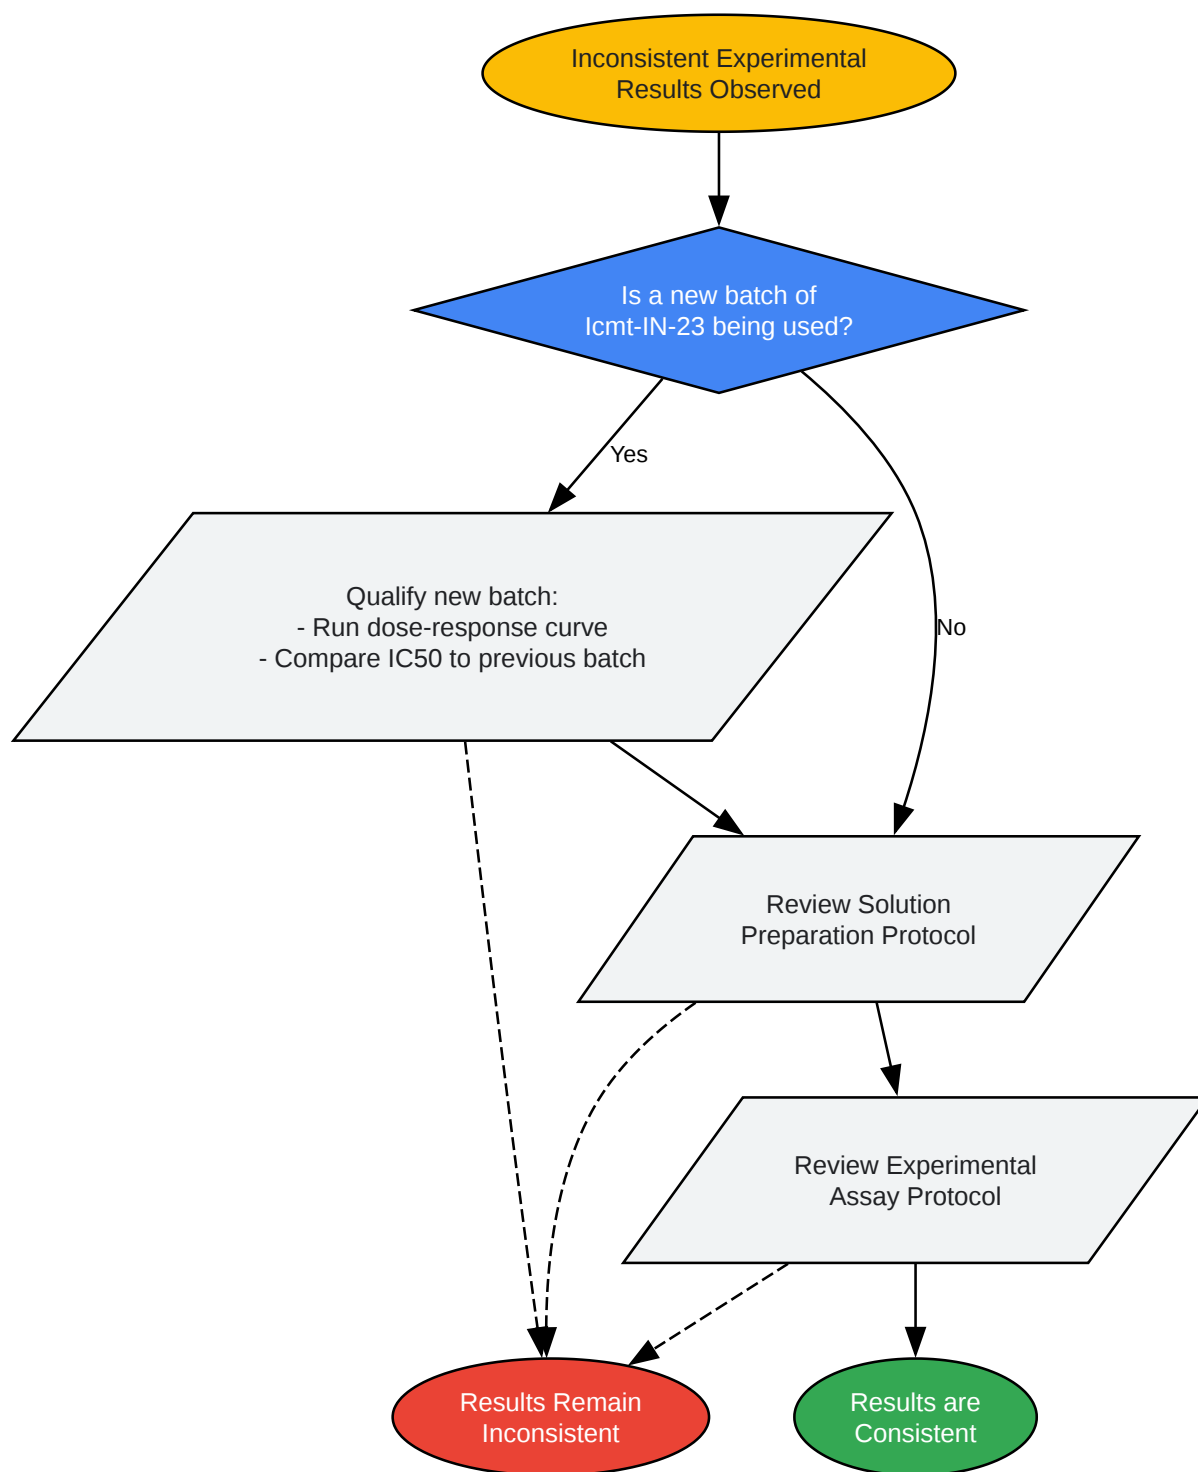 Inconsistent Experimental
Results Observed
Is a new batch of
Icmt-IN-23 being used?
Yes
Qualify new batch:
- Run dose-response curve
- Compare IC50 to previous batch
No
Review Solution
Preparation Protocol
Review Experimental
Assay Protocol
Results Remain
Inconsistent
Results are
Consistent